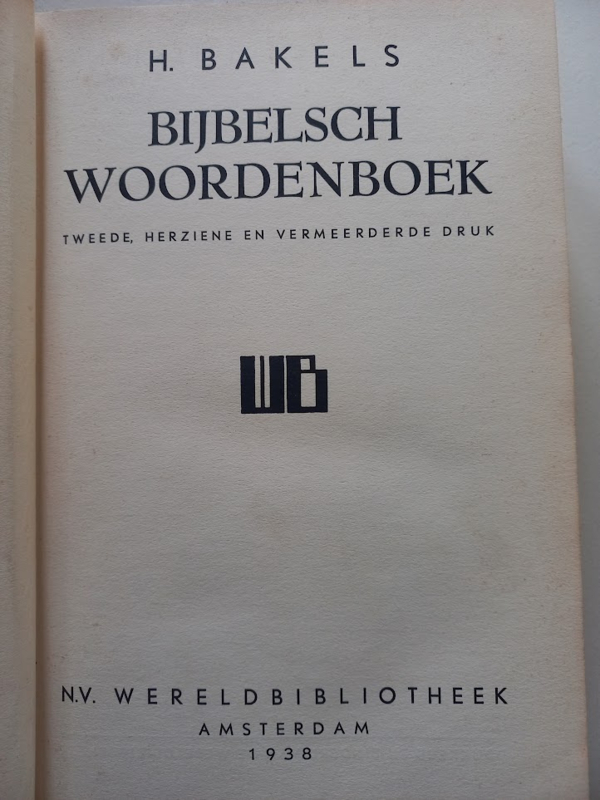 H. BAKELS
BIJBELSCH
WOORDENBOEK
TWEEDE, HERZIENE EN VERMEERDERDE DRUK
WB
N.V. WERELDBIBLIOTHEEK
AMSTERDAM
1938